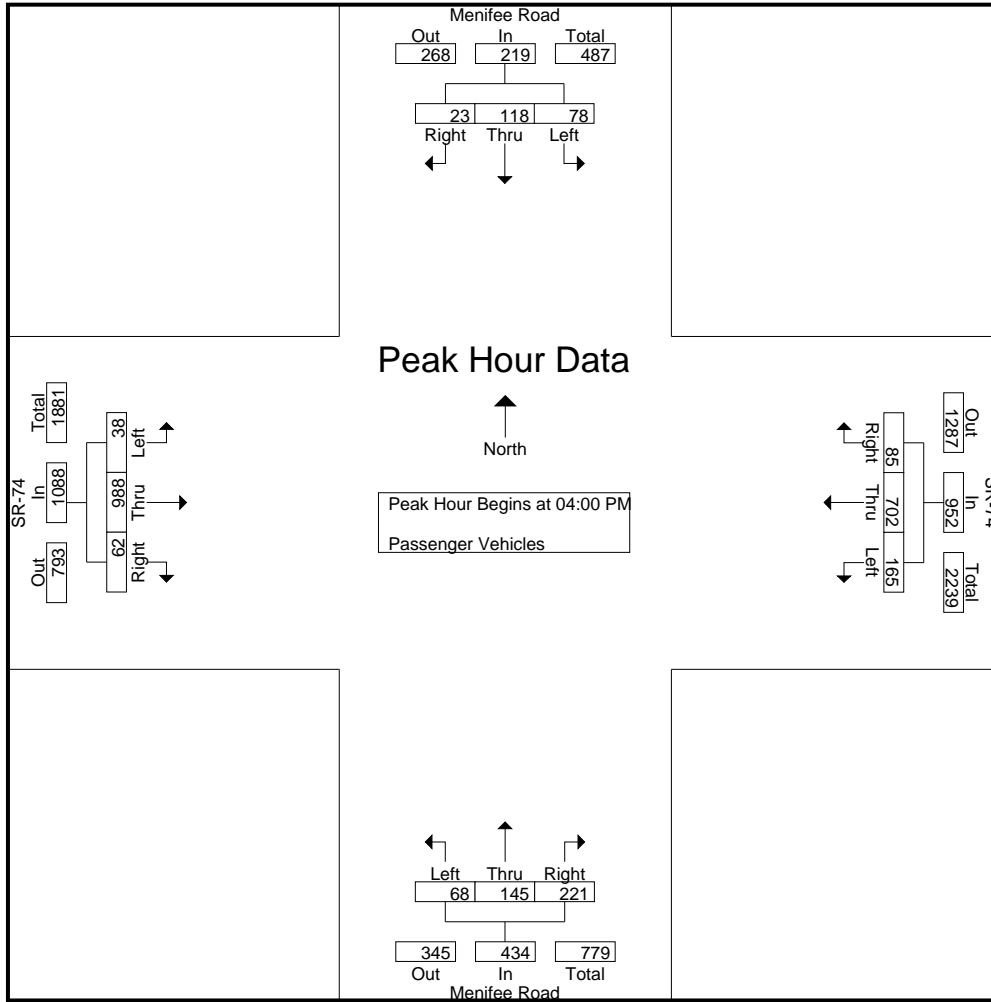 Menifee Road
Out In Total
268 219 487
23 118 78
Right Thru Left
Peak Hour Data
North
Peak Hour Begins at 04:00 PM
Passenger Vehicles
SR-74
Total In Out
1881 1088 793
38 988 62
Left Thru Right
Right Thru Left
85 702 165
Out In Total
1287 952 2239
SR-74
Left Thru Right
68 145 221
345 434 779
Out In Total
Menifee Road